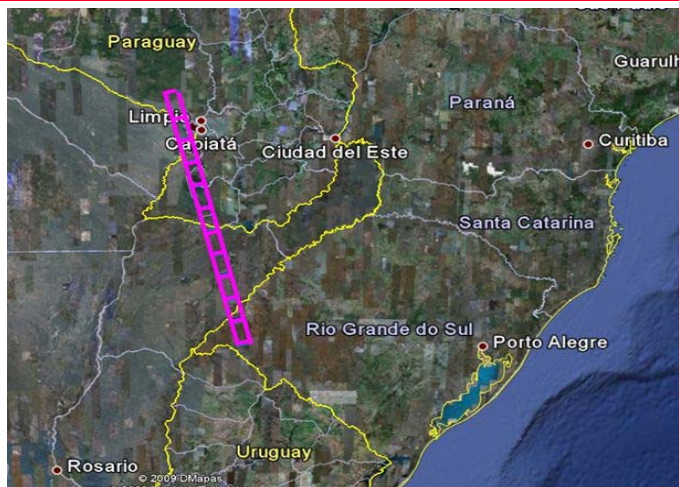 Paraguay
Guarulh
Paraná
Limpio
Capiatá
Ciudad del Este
Curitiba
Santa Catarina
Rio Grande do Sul
Porto Alegre
Uruguay
Rosario
© 2009 DMapas